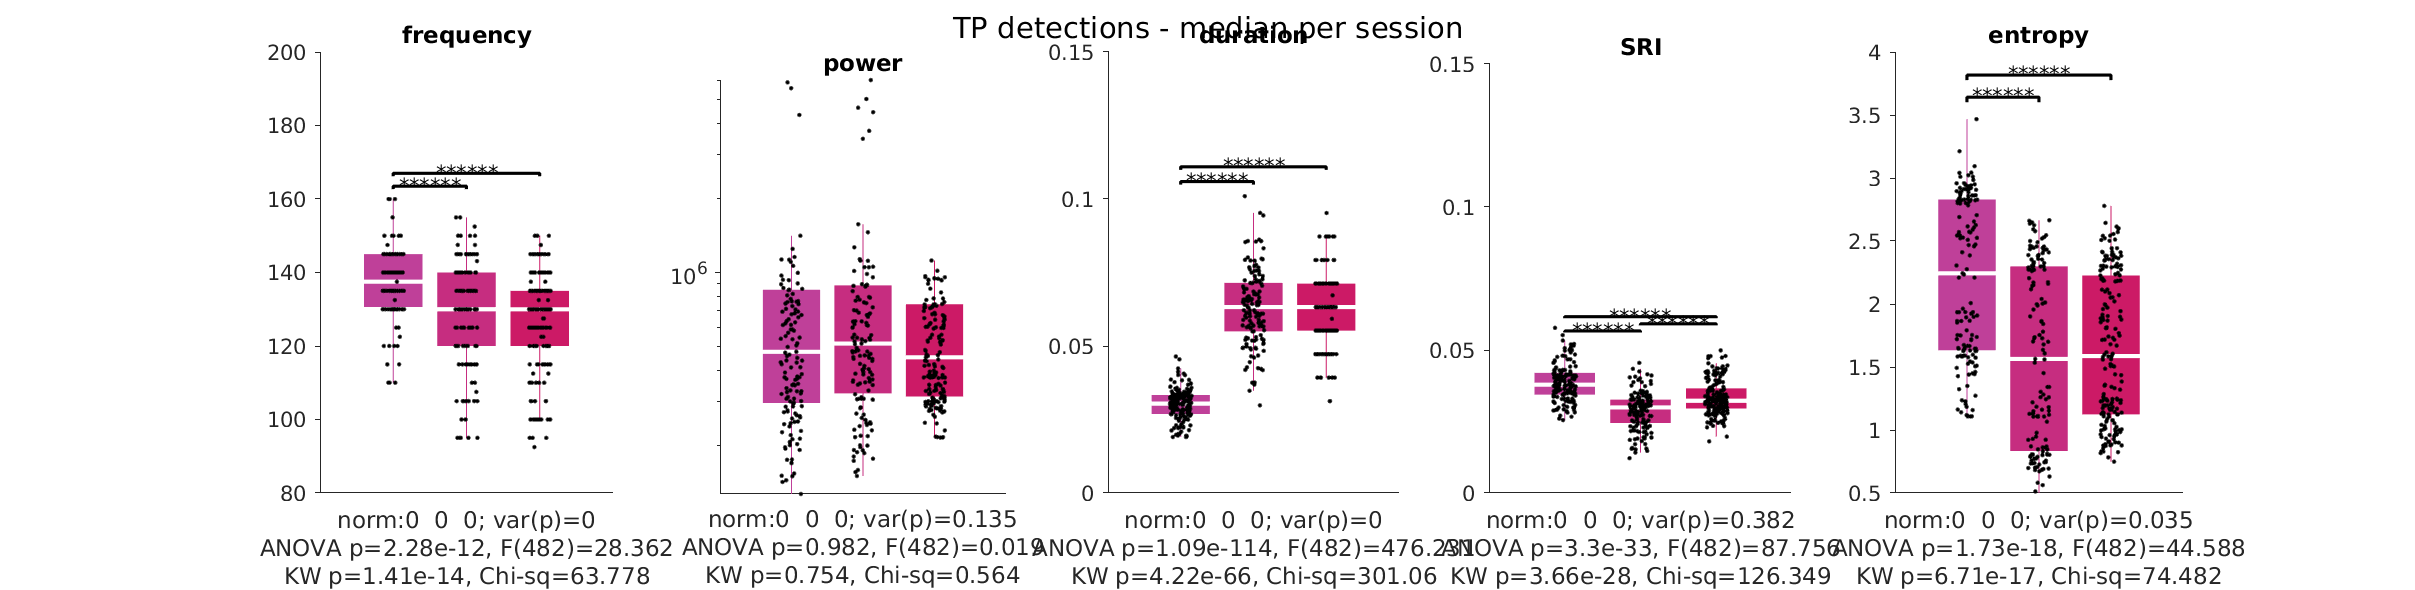 TP detections - median per session
frequency
200
180
160
140
120
100
80
******
******
norm:0 0 0; var(p)=0
ANOVA p=2.28e-12, F(482)=28.362
KW p=1.41e-14, Chi-sq=63.778
power
10^6
norm:0 0 0; var(p)=0.135
ANOVA p=0.982, F(482)=0.019
KW p=0.754, Chi-sq=0.564
duration
0.15
0.1
0.05
0
******
******
norm:0 0 0; var(p)=0
ANOVA p=1.09e-114, F(482)=476.231
KW p=4.22e-66, Chi-sq=301.06
SRI
0.15
0.1
0.05
0
******
******
******
norm:0 0 0; var(p)=0.382
ANOVA p=3.3e-33, F(482)=87.756
KW p=3.66e-28, Chi-sq=126.349
entropy
4
3.5
3
2.5
2
1.5
1
0.5
******
******
norm:0 0 0; var(p)=0.035
ANOVA p=1.73e-18, F(482)=44.588
KW p=6.71e-17, Chi-sq=74.482